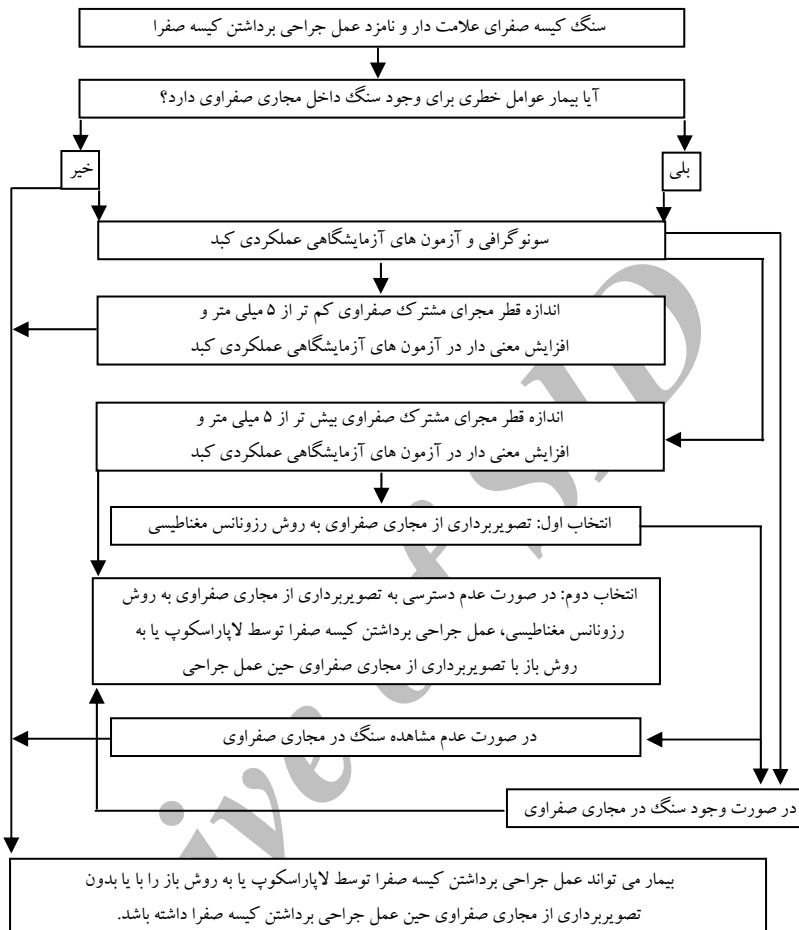 سنگ کیسه صفرای علامت دار و نامزد عمل جراحی برداشتن کیسه صفرا
آیا بیمار عوامل خطری برای وجود سنگ داخل مجاری صفراوی دارد؟
بلی
خیر
سونوگرافی و آزمون های آزمایشگاهی عملکردی کبد
اندازه قطر مجرای مشترک صفراوی کم تر از ۵ میلی متر و
افزایش معنی دار در آزمون های آزمایشگاهی عملکردی کبد
اندازه قطر مجرای مشترک صفراوی بیش تر از ۵ میلی متر و
افزایش معنی دار در آزمون های آزمایشگاهی عملکردی کبد
انتخاب اول: تصویربرداری از مجاری صفراوی به روش رزونانس مغناطیسی
انتخاب دوم: در صورت عدم دسترسی به تصویربرداری از مجاری صفراوی به روش
رزونانس مغناطیسی، عمل جراحی برداشتن کیسه صفرا توسط لاپاراسکوپ یا به
روش باز با تصویربرداری از مجاری صفراوی حین عمل جراحی
در صورت عدم مشاهده سنگ در مجاری صفراوی
در صورت وجود سنگ در مجاری صفراوی
بیمار می تواند عمل جراحی برداشتن کیسه صفرا توسط لاپاراسکوپ یا به روش باز را با یا بدون
تصویربرداری از مجاری صفراوی حین عمل جراحی برداشتن کیسه صفرا داشته باشد.
ive of SID